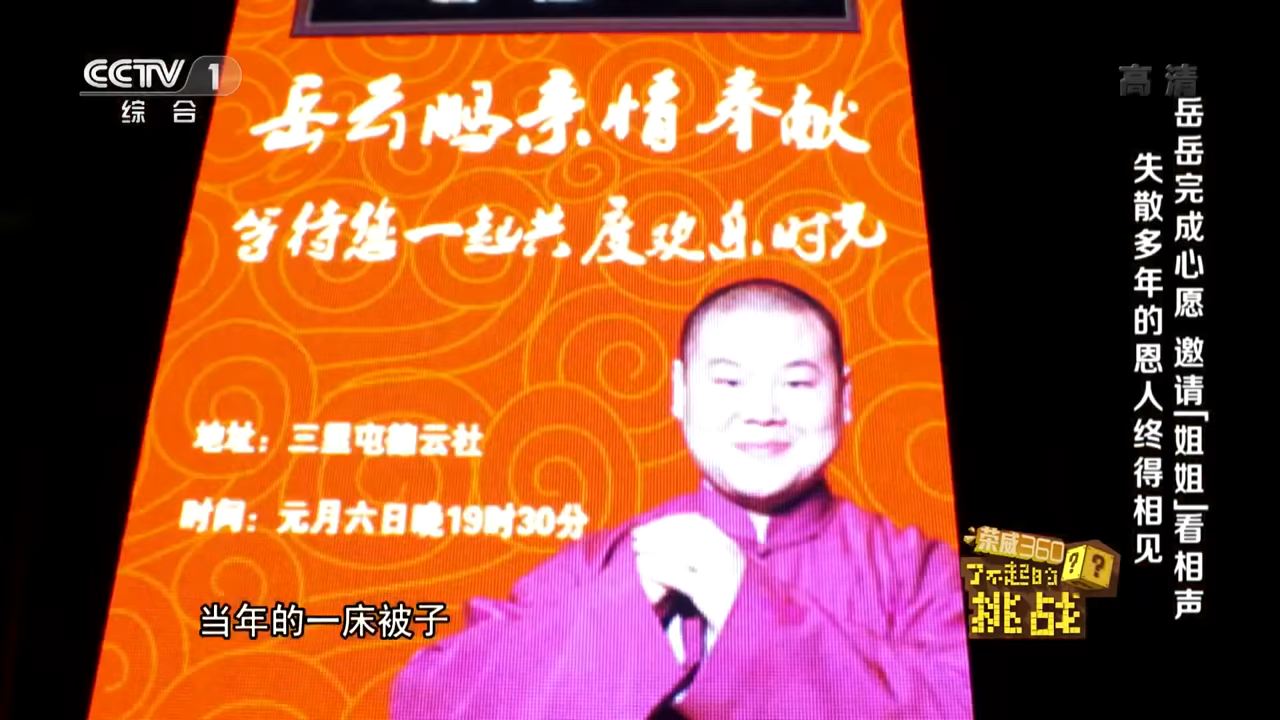 CCTV 1
综合
高清
岳云鹏亲情奉献
等待您一起共度欢乐时光
地址：三里屯德云社
时间：元月六日晚19时30分
当年的一床被子
岳岳完成心愿 邀请「姐姐」看相声
失散多年的恩人终得相见
荣威360
了不起的
挑战